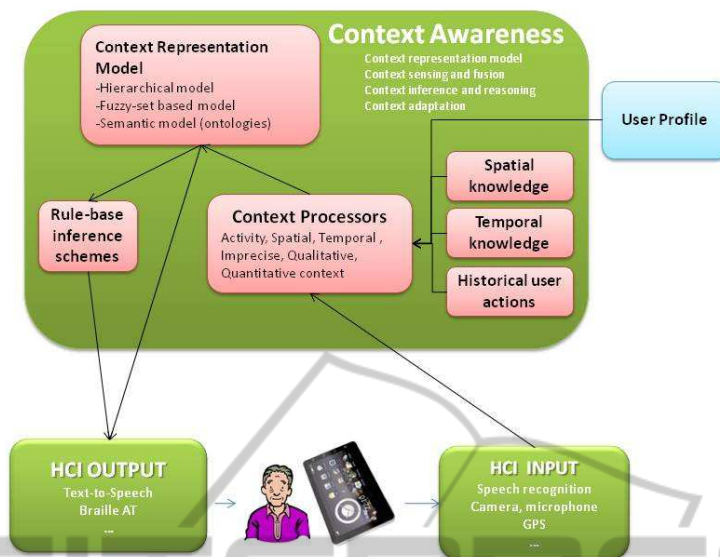 Context Awareness
Context representation model
Context sensing and fusion
Context inference and reasoning
Context adaptation
Context Representation
Model
-Hierarchical model
-Fuzzy-set based model
-Semantic model (ontologies)
User Profile
Spatial
knowledge
Temporal
knowledge
Historical user
actions
Rule-base
inference
schemes
Context Processors
Activity, Spatial, Temporal ,
Imprecise, Qualitative,
Quantitative context
HCI OUTPUT
Text-to-Speech
Braille AT
...
HCI INPUT
Speech recognition
Camera, microphone
GPS
...